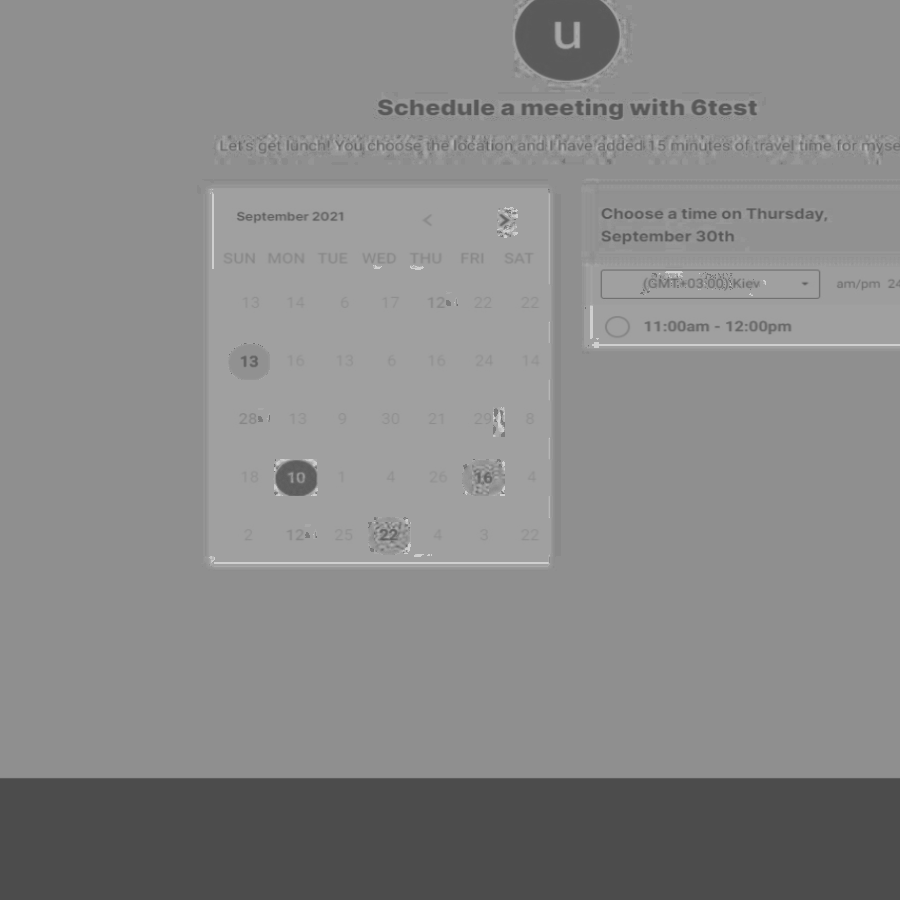 u
Schedule a meeting with 6test
Let's get lunch! You choose the location and I have added 15 minutes of travel time for myse
September 2021 < >
SUN MON TUE WED THU FRI SAT
13 14 6 17 12 22 22
13 16 13 6 16 24 14
28 13 9 30 21 29 8
18 10 1 4 26 16 4
2 12 25 22 4 3 22
Choose a time on Thursday,
September 30th
(GMT+03:00) Kiev am/pm 24
11:00am - 12:00pm